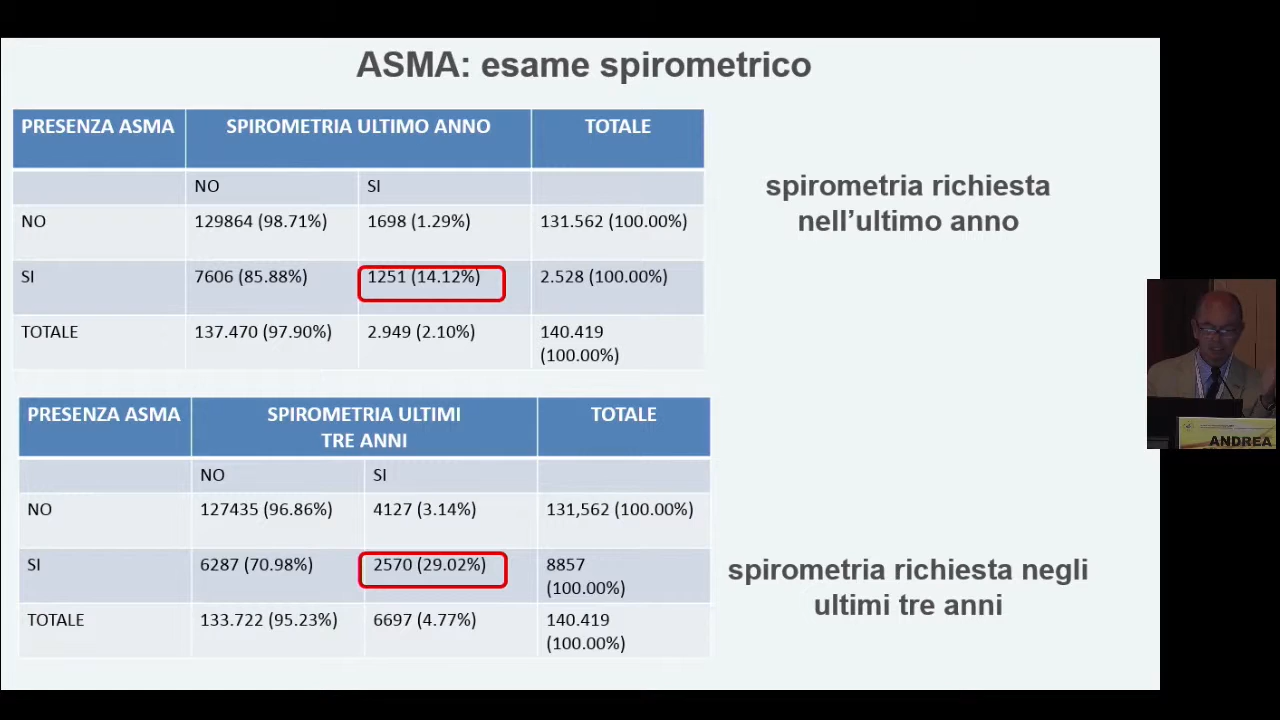 ASMA: esame spirometrico
PRESENZA ASMA SPIROMETRIA ULTIMO ANNO TOTALE
NO SI
NO 129864 (98.71%) 1698 (1.29%) 131.562 (100.00%)
SI 7606 (85.88%) 1251 (14.12%) 2.528 (100.00%)
TOTALE 137.470 (97.90%) 2.949 (2.10%) 140.419
(100.00%)
spirometria richiesta
nell’ultimo anno
PRESENZA ASMA SPIROMETRIA ULTIMI TOTALE
TRE ANNI
NO SI
NO 127435 (96.86%) 4127 (3.14%) 131,562 (100.00%)
SI 6287 (70.98%) 2570 (29.02%) 8857
(100.00%)
TOTALE 133.722 (95.23%) 6697 (4.77%) 140.419
(100.00%)
spirometria richiesta negli
ultimi tre anni
ANDREA